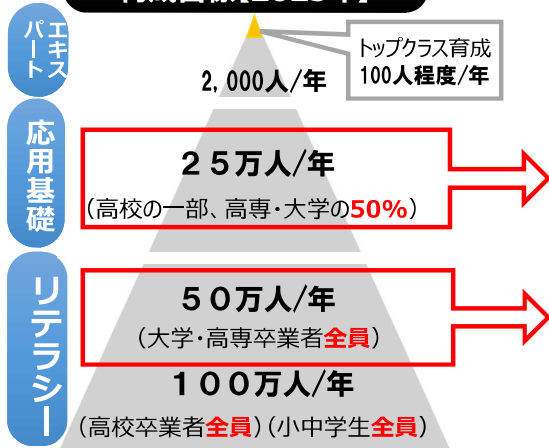 エキスパート
トップクラス育成
100人程度/年
2,000人/年
応用基礎
25万人/年
（高校の一部、高専・大学の50%）
リテラシー
50万人/年
（大学・高専卒業者全員）
100万人/年
（高校卒業者全員）（小中学生全員）